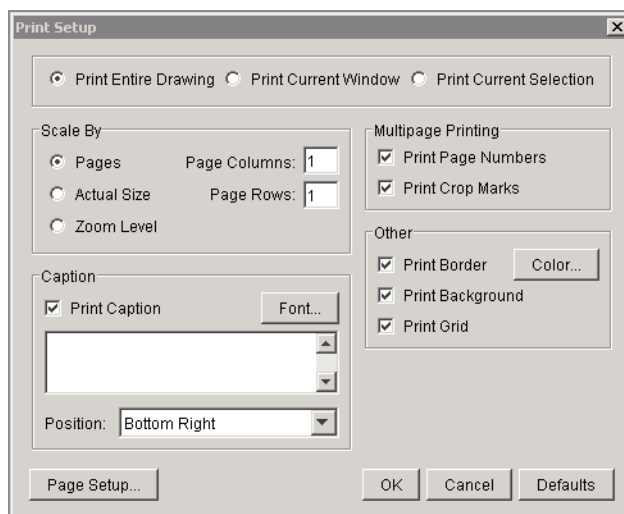 Print Setup
Print Entire Drawing Print Current Window Print Current Selection
Scale By
Pages Page Columns: 1
Actual Size Page Rows: 1
Zoom Level
Multipage Printing
Print Page Numbers
Print Crop Marks
Caption
Print Caption Font...
Position: Bottom Right
Other
Print Border Color...
Print Background
Print Grid
Page Setup... OK Cancel Defaults